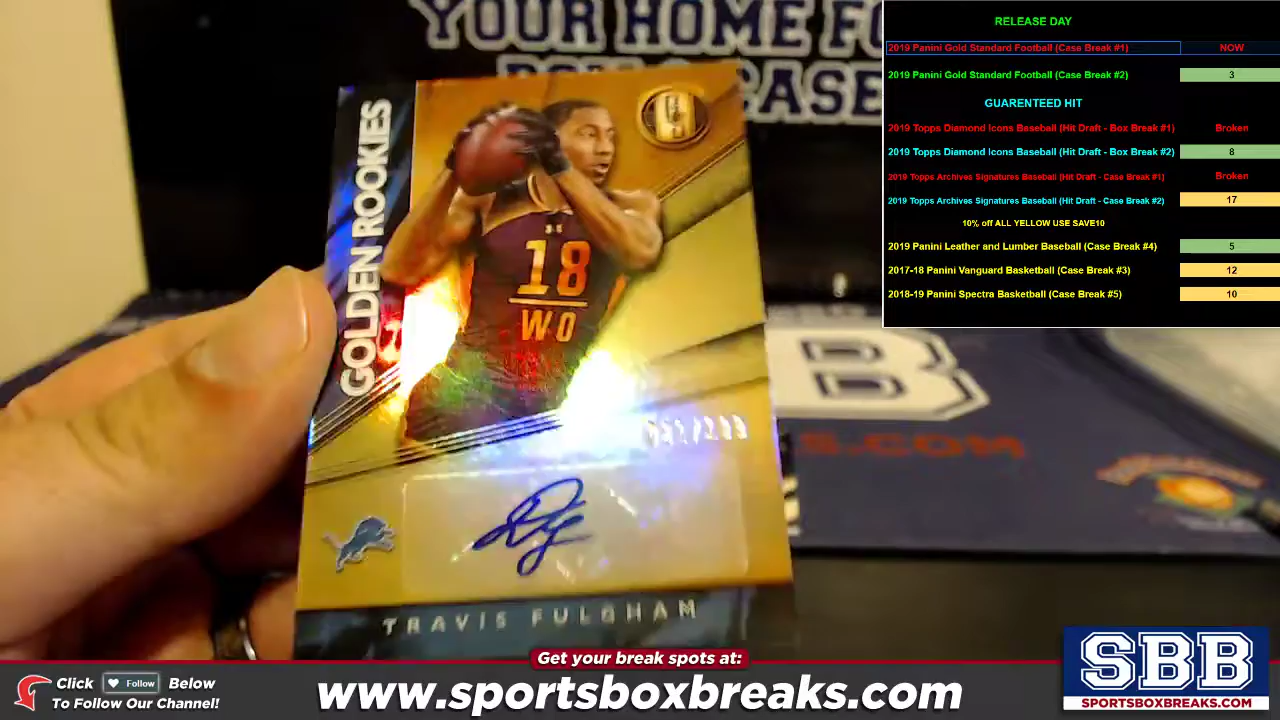 YOUR HOME FO
CASE
RELEASE DAY
2019 Panini Gold Standard Football (Case Break #1) NOW
2019 Panini Gold Standard Football (Case Break #2) 3
GUARENTEED HIT
2019 Topps Diamond Icons Baseball (Hit Draft - Box Break #1) Broken
2019 Topps Diamond Icons Baseball (Hit Draft - Box Break #2) 8
2019 Topps Archives Signatures Baseball (Hit Draft - Case Break #1) Broken
2019 Topps Archives Signatures Baseball (Hit Draft - Case Break #2) 17
10% off ALL YELLOW USE SAVE10
2019 Panini Leather and Lumber Baseball (Case Break #4) 5
2017-18 Panini Vanguard Basketball (Case Break #3) 12
2018-19 Panini Spectra Basketball (Case Break #5) 10
GOLDEN ROOKIES
18
WO
B
S.COM
TRAVIS FULGHAM
Get your break spots at:
Click Follow Below
To Follow Our Channel!
www.sportsboxbreaks.com
SBB
SPORTSBOXBREAKS.COM